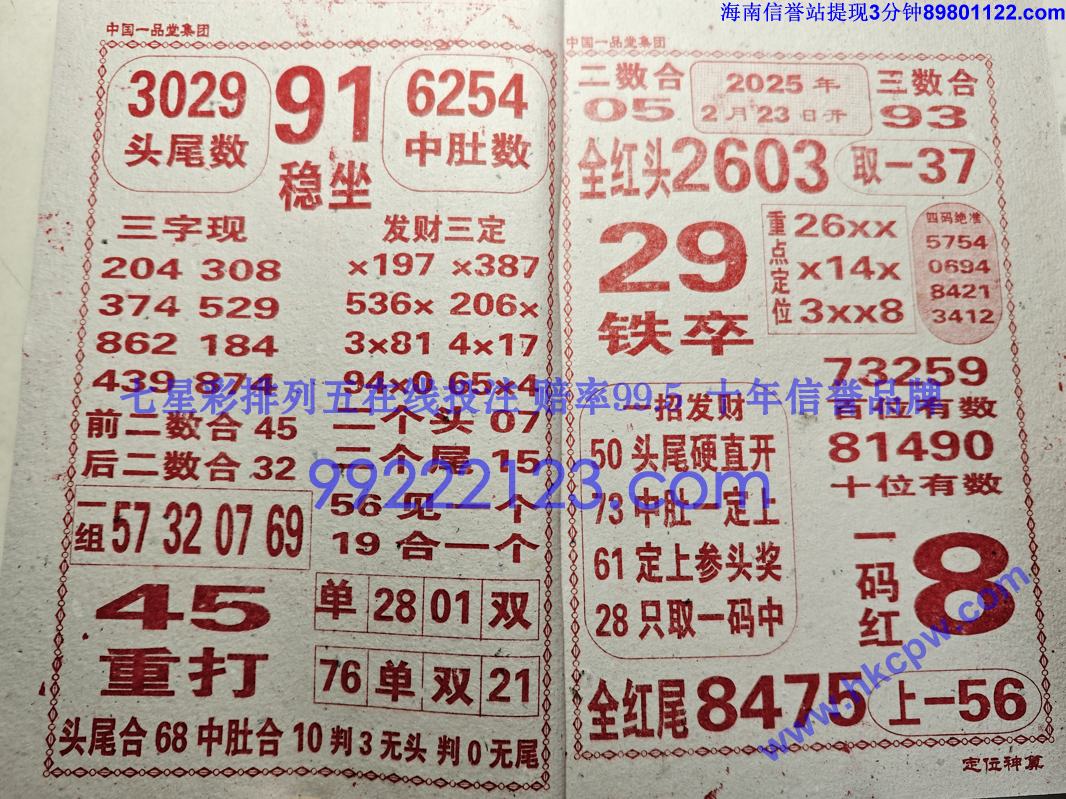 海南信誉站提现3分钟89801122.com
中国一品堂集团
3029
头尾数
91
稳坐
6254
中肚数
三字现
204 308
374 529
862 184
439 874
发财三定
×197 ×387
536× 206×
3×81 4×17
94×0 65×4
前二数合 45
后二数合 32
二个头 07
二个尾 15
一组 57 32 07 69
56 见一个
19 合一个
45
重打
单 28 01 双
76 单 双 21
头尾合 68 中肚合 10 判 3 无头 判 0 无尾
中国一品堂集团
二数合
05
2025 年
2 月 23 日开
三数合
93
全红头2603
取一37
29
铁卒
重点定位
26xx
x14x
3xx8
四码绝准
5754
0694
8421
3412
一招发财
50 头尾硬直开
73 中肚一定上
61 定上参头奖
28 只取一码中
73259
百位有数
81490
十位有数
一码红
8
全红尾8475
上一56
定位神算
七星彩排列五在线投注 赔率99.5 十年信誉品牌
99222123.com
www.hkcpw.com